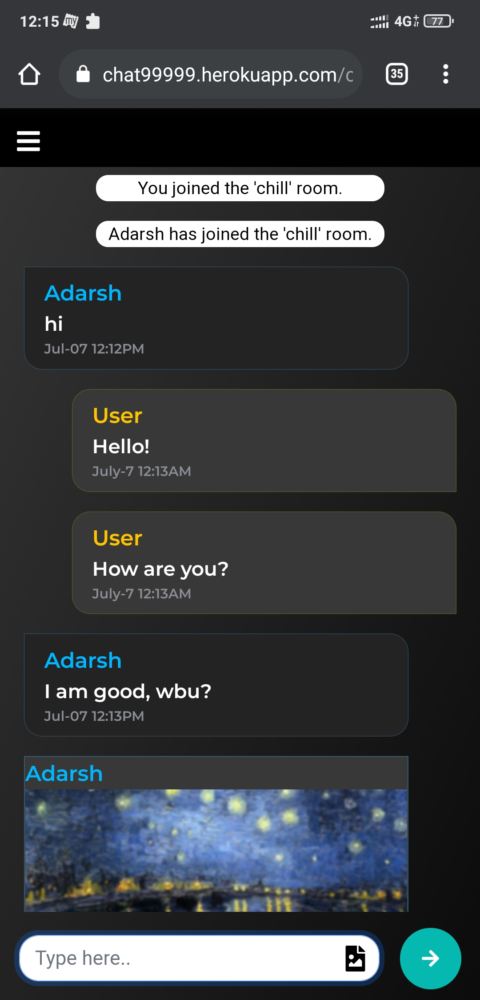 12:15 my 4G 77
chat99999.herokuapp.com/c
35
You joined the 'chill' room.
Adarsh has joined the 'chill' room.
Adarsh
hi
Jul-07 12:12PM
User
Hello!
July-7 12:13AM
User
How are you?
July-7 12:13AM
Adarsh
I am good, wbu?
Jul-07 12:13PM
Adarsh
Type here..